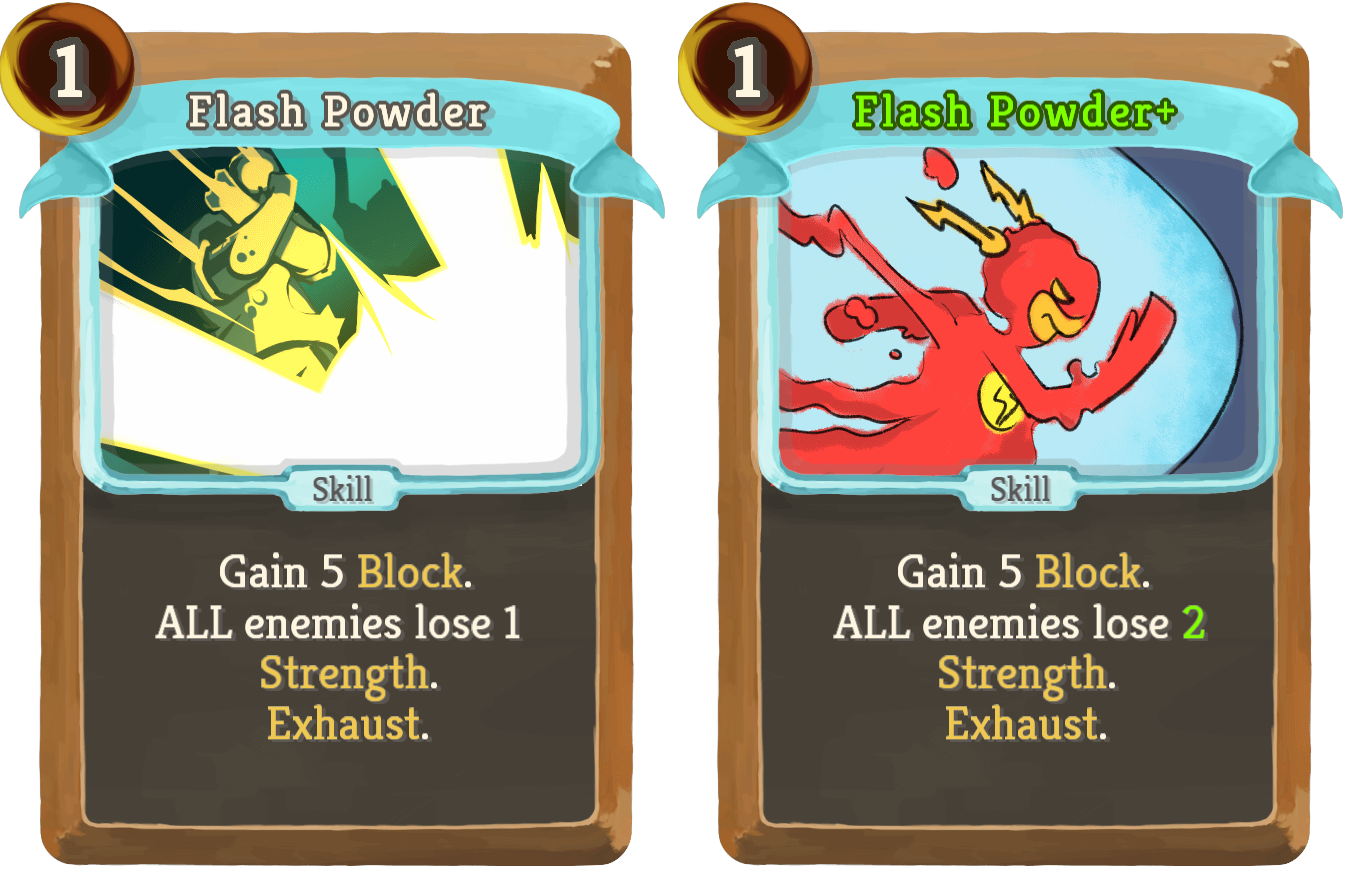 1
Flash Powder
Skill
Gain 5 Block.
ALL enemies lose 1
Strength.
Exhaust.
1
Flash Powder+
Skill
Gain 5 Block.
ALL enemies lose 2
Strength.
Exhaust.